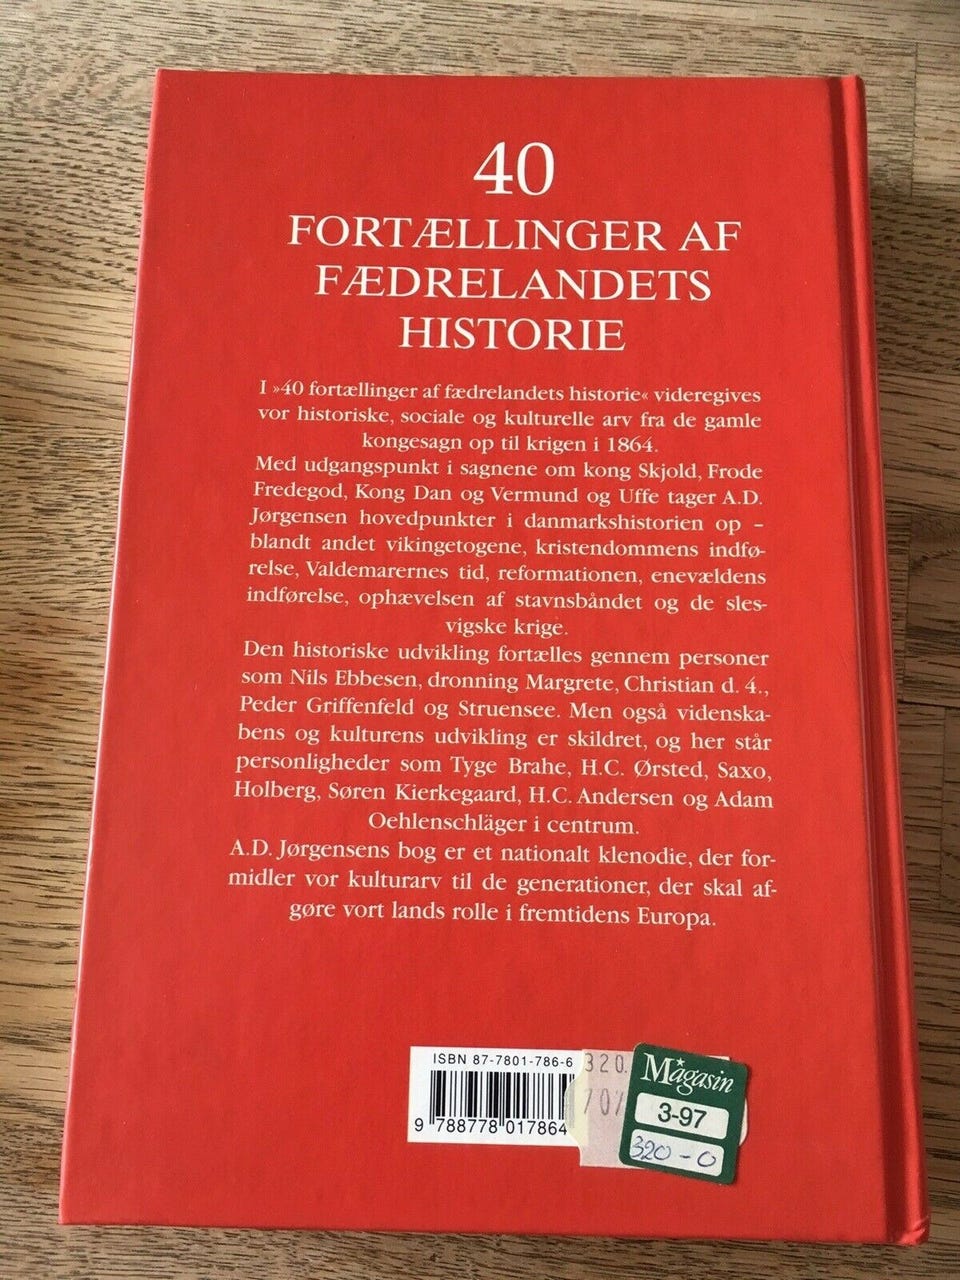 40
FORTÆLLINGER AF
FÆDRELANDETS
HISTORIE
I »40 fortællinger af fædrelandets historie« videregives
vor historiske, sociale og kulturelle arv fra de gamle
kongesagn op til krigen i 1864.
Med udgangspunkt i sagnene om kong Skjold, Frode
Fredegod, Kong Dan og Vermund og Uffe tager A.D.
Jørgensen hovedpunkter i danmarkshistorien op –
blandt andet vikingetogene, kristendommens indfø-
relse, Valdemarernes tid, reformationen, enevældens
indførelse, ophævelsen af stavnsbåndet og de sles-
vigske krige.
Den historiske udvikling fortælles gennem personer
som Nils Ebbesen, dronning Margrete, Christian d. 4.,
Peder Griffenfeld og Struensee. Men også videnska-
bens og kulturens udvikling er skildret, og her står
personligheder som Tyge Brahe, H.C. Ørsted, Saxo,
Holberg, Søren Kierkegaard, H.C. Andersen og Adam
Oehlenschläger i centrum.
A.D. Jørgensens bog er et nationalt klenodie, der for-
midler vor kulturarv til de generationer, der skal af-
gøre vort lands rolle i fremtidens Europa.
ISBN 87-7801-786-6
9 788778 017864
320.
707
Magasin
3-97
320-0